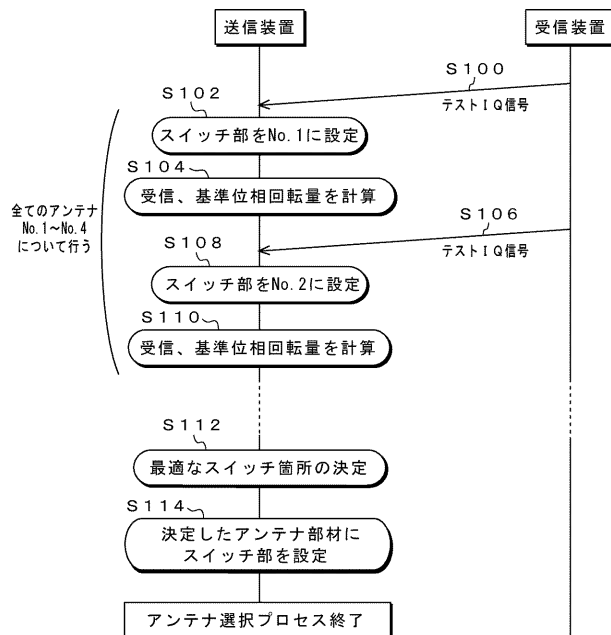 送信装置
受信装置
S100
テストIQ信号
S102
スイッチ部をNo.1に設定
S104
受信、基準位相回転量を計算
全てのアンテナ
No.1~No.4
について行う
S106
テストIQ信号
S108
スイッチ部をNo.2に設定
S110
受信、基準位相回転量を計算
S112
最適なスイッチ箇所の決定
S114
決定したアンテナ部材に
スイッチ部を設定
アンテナ選択プロセス終了